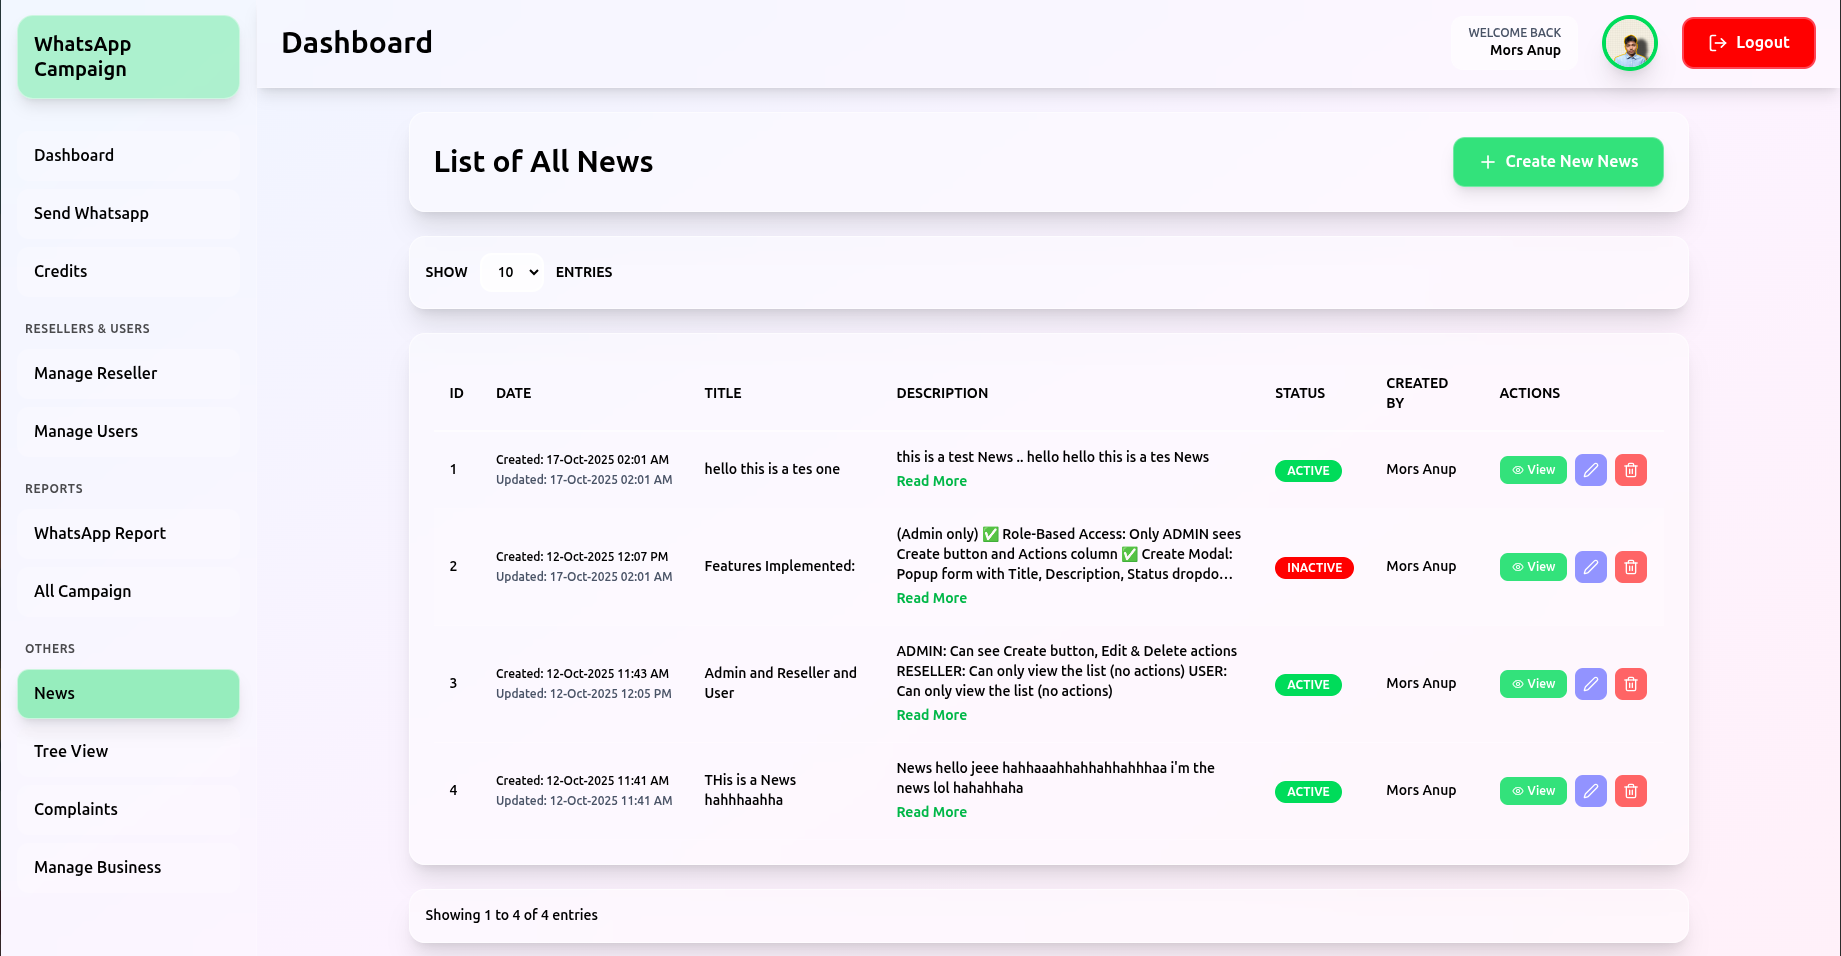 WhatsApp
Campaign
Dashboard
Send Whatsapp
Credits
RESELLERS & USERS
Manage Reseller
Manage Users
REPORTS
WhatsApp Report
All Campaign
OTHERS
News
Tree View
Complaints
Manage Business
Dashboard
WELCOME BACK
Mors Anup
Logout
List of All News
Create New News
SHOW 10 ENTRIES
ID DATE TITLE DESCRIPTION STATUS CREATED BY ACTIONS
1
Created: 17-Oct-2025 02:01 AM
Updated: 17-Oct-2025 02:01 AM
hello this is a tes one
this is a test News .. hello hello this is a tes News
Read More
ACTIVE
Mors Anup
View
2
Created: 12-Oct-2025 12:07 PM
Updated: 17-Oct-2025 02:01 AM
Features Implemented:
(Admin only) ✅ Role-Based Access: Only ADMIN sees
Create button and Actions column ✅ Create Modal:
Popup form with Title, Description, Status dropdo...
Read More
INACTIVE
Mors Anup
View
3
Created: 12-Oct-2025 11:43 AM
Updated: 12-Oct-2025 12:05 PM
Admin and Reseller and
User
ADMIN: Can see Create button, Edit & Delete actions
RESELLER: Can only view the list (no actions) USER:
Can only view the list (no actions)
Read More
ACTIVE
Mors Anup
View
4
Created: 12-Oct-2025 11:41 AM
Updated: 12-Oct-2025 11:41 AM
THis is a News
hahhhaahha
News hello jeee hahhaaahhahhahhahhhaa i'm the
news lol hahahhaha
Read More
ACTIVE
Mors Anup
View
Showing 1 to 4 of 4 entries